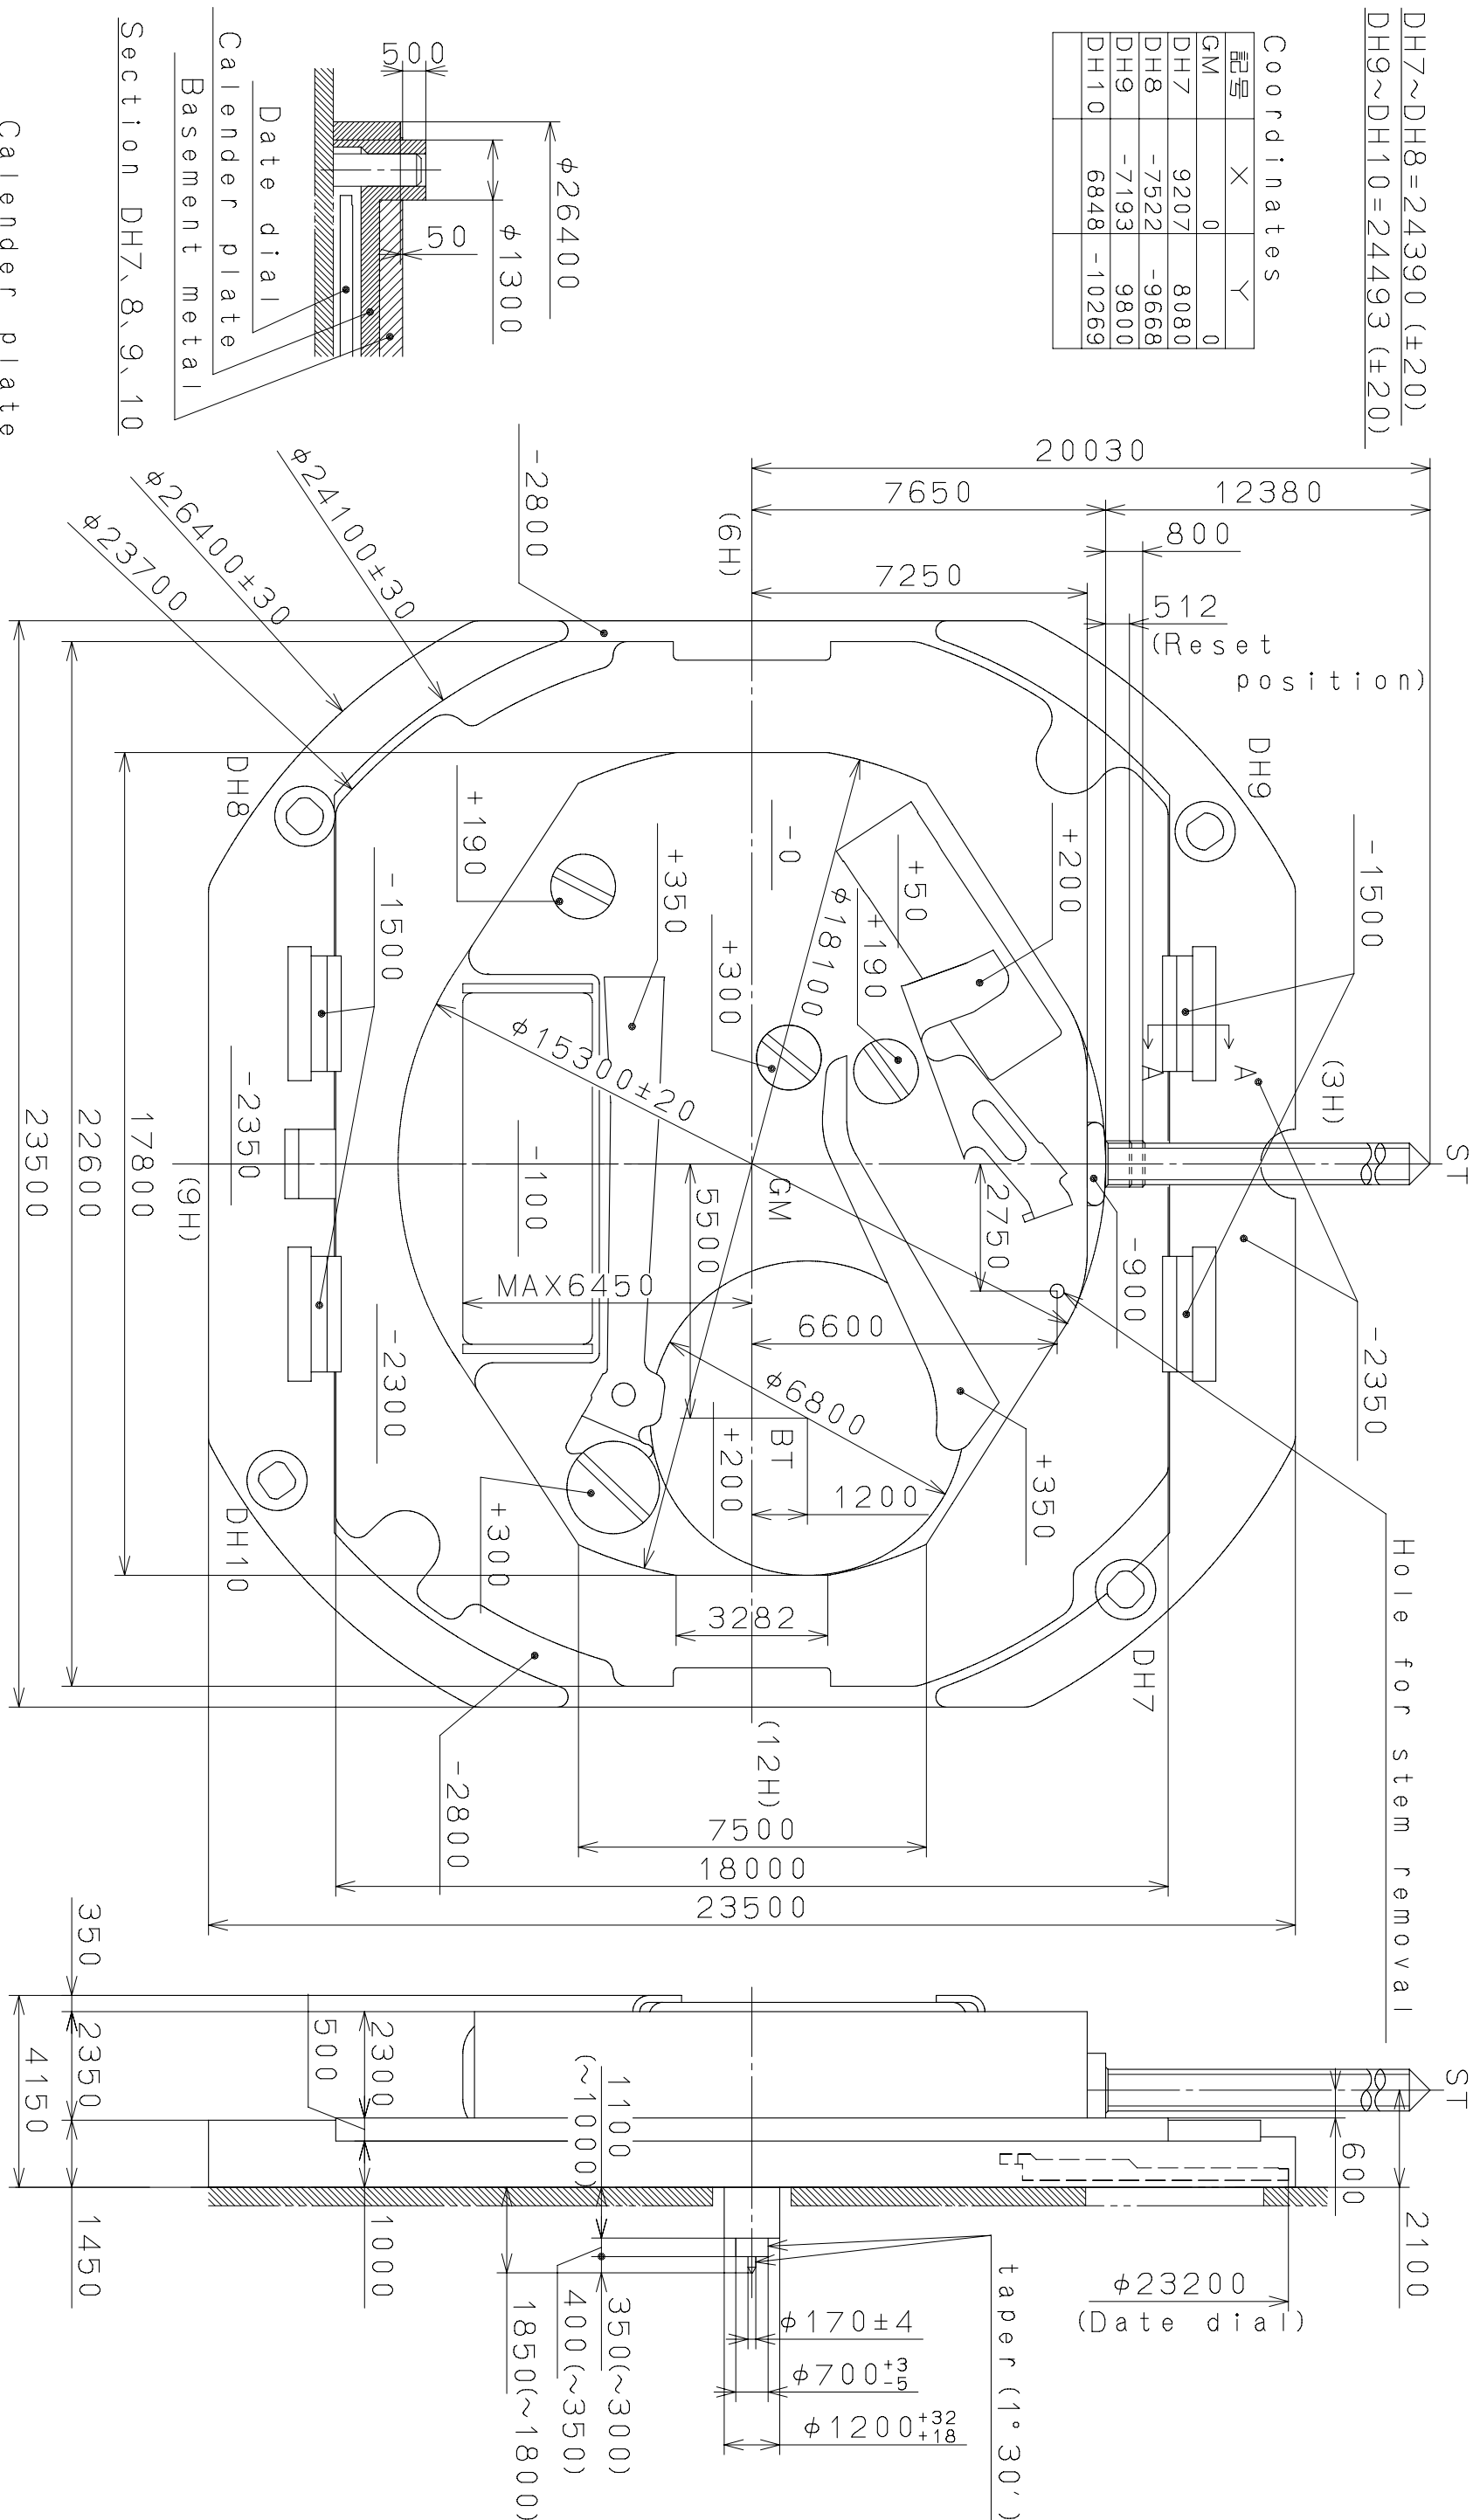 DH7~DH8=24390 (±20)
DH9~DH10=24493 (±20)
Coordinates
記号 X Y
GM 0 0
DH7 9207 8080
DH8 -7522 -9668
DH9 -7193 9800
DH10 6848 -10269
500
φ26400
φ1300
50
Date dial
Calender plate
Basement metal
Section DH7, 8, 9, 10
Calender plate
20030
7650
12380
800
7250
512
(Reset
position)
-2800
(6H)
φ24100±30
φ26400±30
φ23700
DH8
DH9
+190
-0
+350
+50
+200
φ18100
+190
+300
-1500
-1500
φ15300±20
A
A
(3H)
ST
-2350
-100
GM
5500
2750
-900
(9H)
MAX6450
6600
-2350
-2300
φ6800
BT
+200
1200
+350
+300
DH10
DH7
3282
Hole for stem removal
17800
22600
23500
-2800
(12H)
7500
18000
23500
350
2350
4150
500
2300
1100
(~1000)
ST
600
2100
1450
1000
1850(~1800)
400(~350)
350(~300)
φ170±4
φ700+3-5
φ1200+32+18
taper (1°30′)
φ23200
(Date dial)